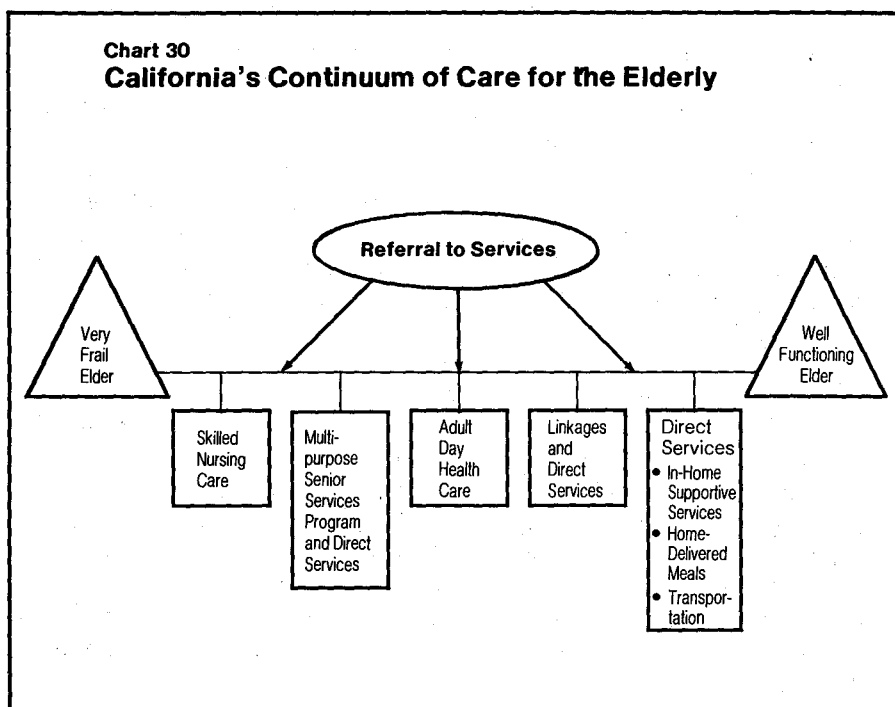 Chart 30
California's Continuum of Care for the Elderly
Referral to Services
Very
Frail
Elder
Well
Functioning
Elder
Skilled
Nursing
Care
Multi-
purpose
Senior
Services
Program
and Direct
Services
Adult
Day
Health
Care
Linkages
and
Direct
Services
Direct
Services
• In-Home
Supportive
Services
• Home-
Delivered
Meals
• Transpor-
tation